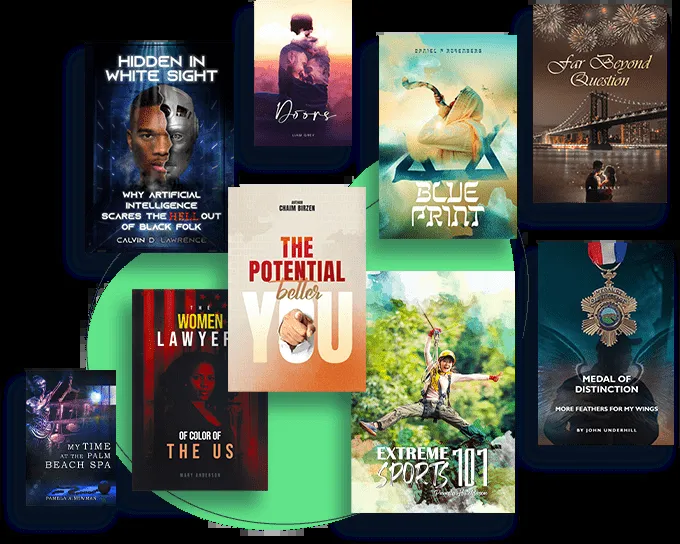 HIDDEN IN
WHITE SIGHT
WHY ARTIFICIAL
INTELLIGENCE
SCARES THE HELL OUT
OF BLACK FOLK
CALVIN D. LAWRENCE
Doors
DANIEL P ROSENBERG
BLUE
PRINT
Far Beyond
Question
AUTHOR
CHAIM BIRZEN
THE
POTENTIAL
better
YOU
THE
WOMEN
LAWYER
OF COLOR OF
THE US
MARY ANDERSON
EXTREME
SPORTS 101
MEDAL OF
DISTINCTION
MORE FEATHERS FOR MY WINGS
BY JOHN UNDERHILL
MY TIME
AT THE PALM
BEACH SPA